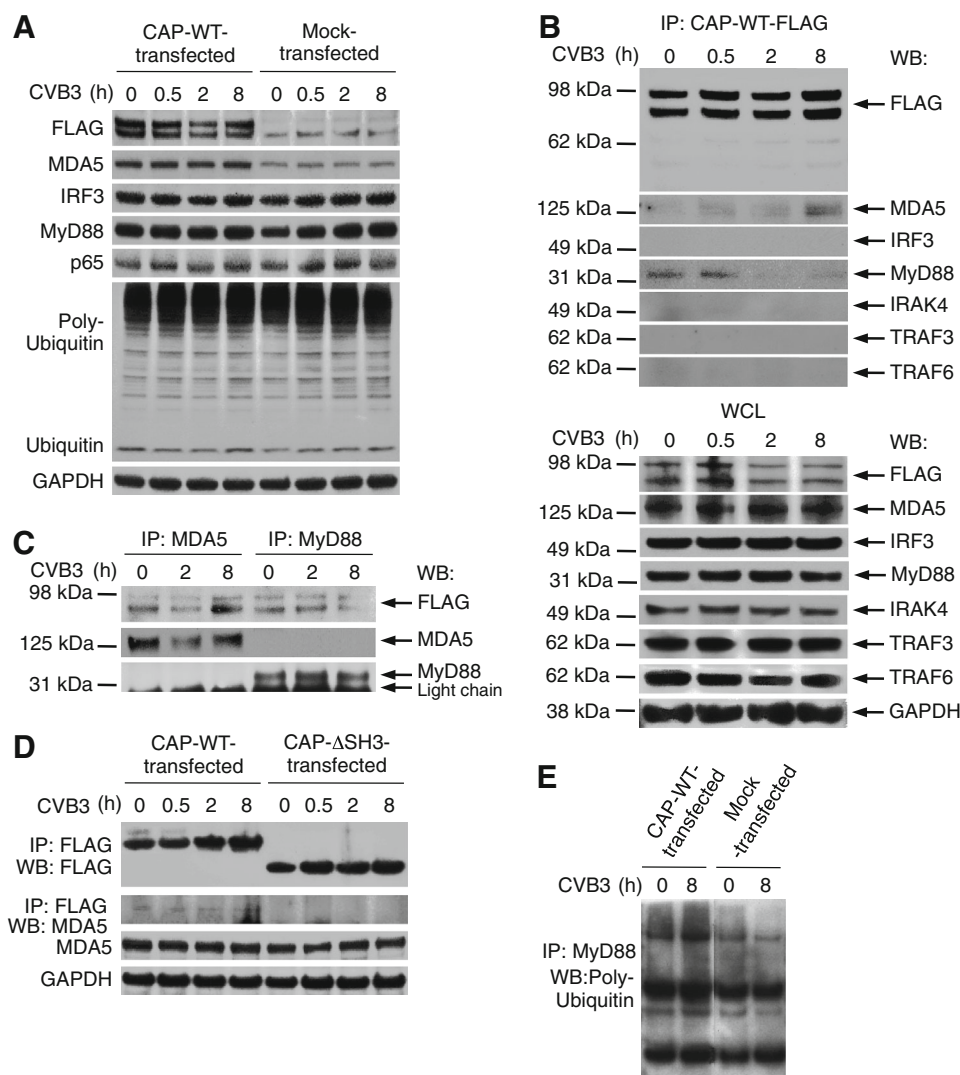 A
CAP-WT-
transfected
Mock-
transfected
CVB3 (h) 0 0.5 2 8 0 0.5 2 8
FLAG
MDA5
IRF3
MyD88
p65
Poly-
Ubiquitin
Ubiquitin
GAPDH
B
IP: CAP-WT-FLAG
CVB3 (h) 0 0.5 2 8 WB:
98 kDa
FLAG
62 kDa
125 kDa MDA5
49 kDa IRF3
31 kDa MyD88
49 kDa IRAK4
62 kDa TRAF3
62 kDa TRAF6
WCL
CVB3 (h) 0 0.5 2 8 WB:
98 kDa
FLAG
125 kDa MDA5
49 kDa IRF3
31 kDa MyD88
49 kDa IRAK4
62 kDa TRAF3
62 kDa TRAF6
38 kDa GAPDH
C
IP: MDA5 IP: MyD88
CVB3 (h) 0 2 8 0 2 8 WB:
98 kDa
FLAG
125 kDa MDA5
MyD88
31 kDa Light chain
D
CAP-WT-
transfected
CAP-ΔSH3-
transfected
CVB3 (h) 0 0.5 2 8 0 0.5 2 8
IP: FLAG
WB: FLAG
IP: FLAG
WB: MDA5
MDA5
GAPDH
E
CAP-WT-
transfected
Mock
-transfected
CVB3 (h) 0 8 0 8
IP: MyD88
WB:Poly-
Ubiquitin